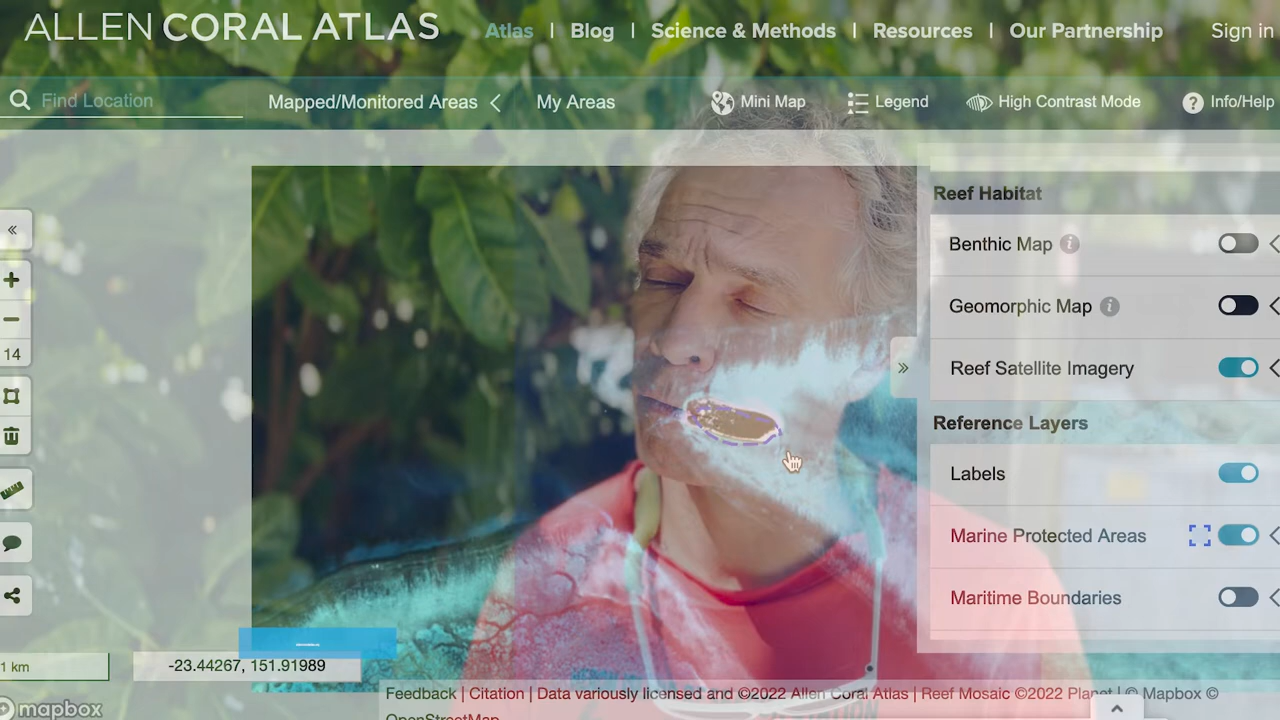 ALLEN CORAL ATLAS
Atlas | Blog | Science & Methods | Resources | Our Partnership Sign in
Find Location Mapped/Monitored Areas My Areas Mini Map Legend High Contrast Mode Info/Help
Reef Habitat
Benthic Map
Geomorphic Map
14
Reef Satellite Imagery
Reference Layers
Labels
Marine Protected Areas
Maritime Boundaries
1 km
-23.44267, 151.91989
Feedback | Citation | Data variously licensed and ©2022 Allen Coral Atlas | Reef Mosaic ©2022 Planet | © Mapbox ©
OpenStreetMap
mapbox